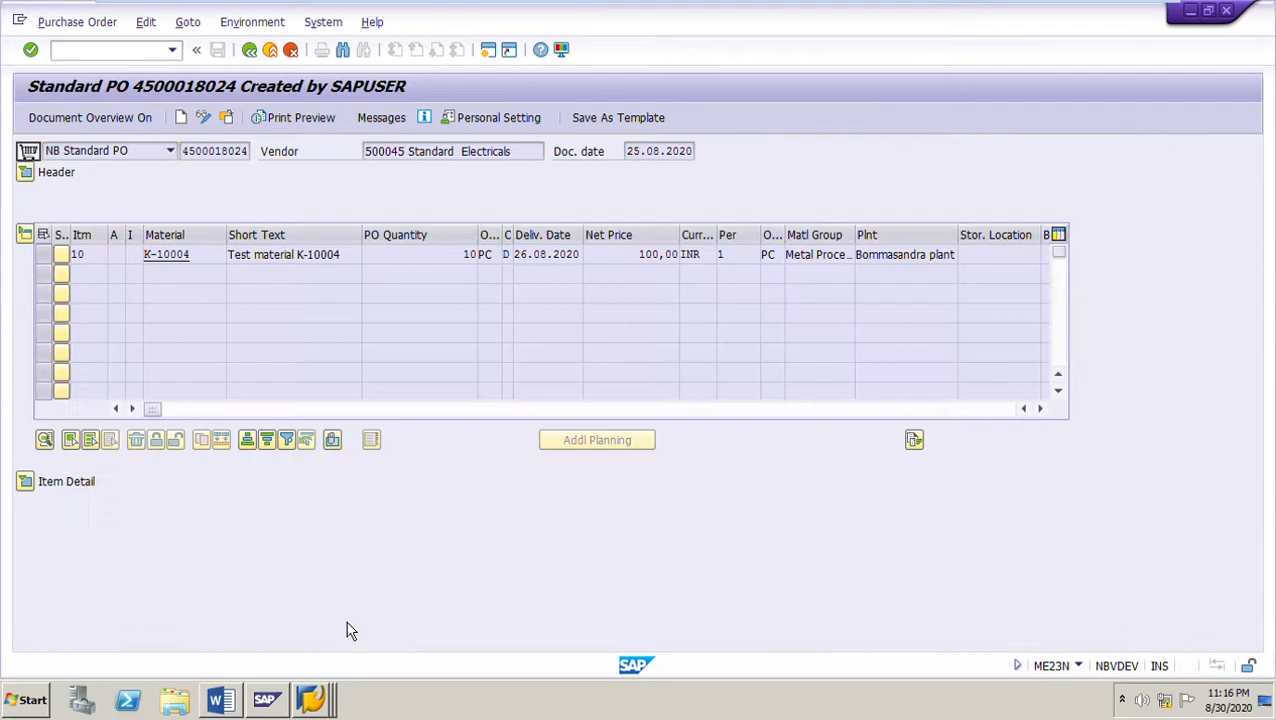 Purchase Order Edit Goto Environment System Help
Standard PO 4500018024 Created by SAPUSER
Document Overview On Print Preview Messages Personal Setting Save As Template
NB Standard PO 4500018024 Vendor 500045 Standard Electricals Doc. date 25.08.2020
Header
S.. Itm A I Material Short Text PO Quantity O... C Deliv. Date Net Price Curr... Per O... Matl Group Plnt Stor. Location B
10 K-10004 Test material K-10004 10 PC D 26.08.2020 100,00 INR 1 PC Metal Proce.. Bommasandra plant
Addl Planning
Item Detail
SAP ME23N NBVDEV INS
Start SAP 11:16 PM
8/30/2020